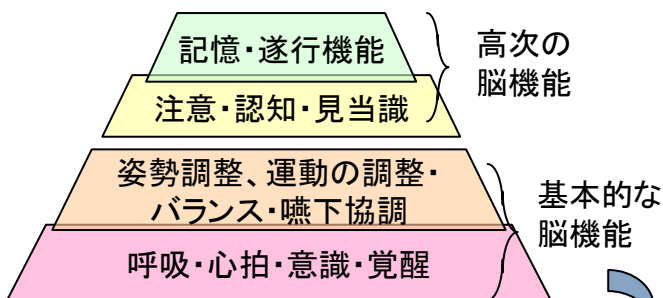 記憶・遂行機能
注意・認知・見当識
高次の
脳機能
姿勢調整、運動の調整・
バランス・嚥下協調
呼吸・心拍・意識・覚醒
基本的な
脳機能